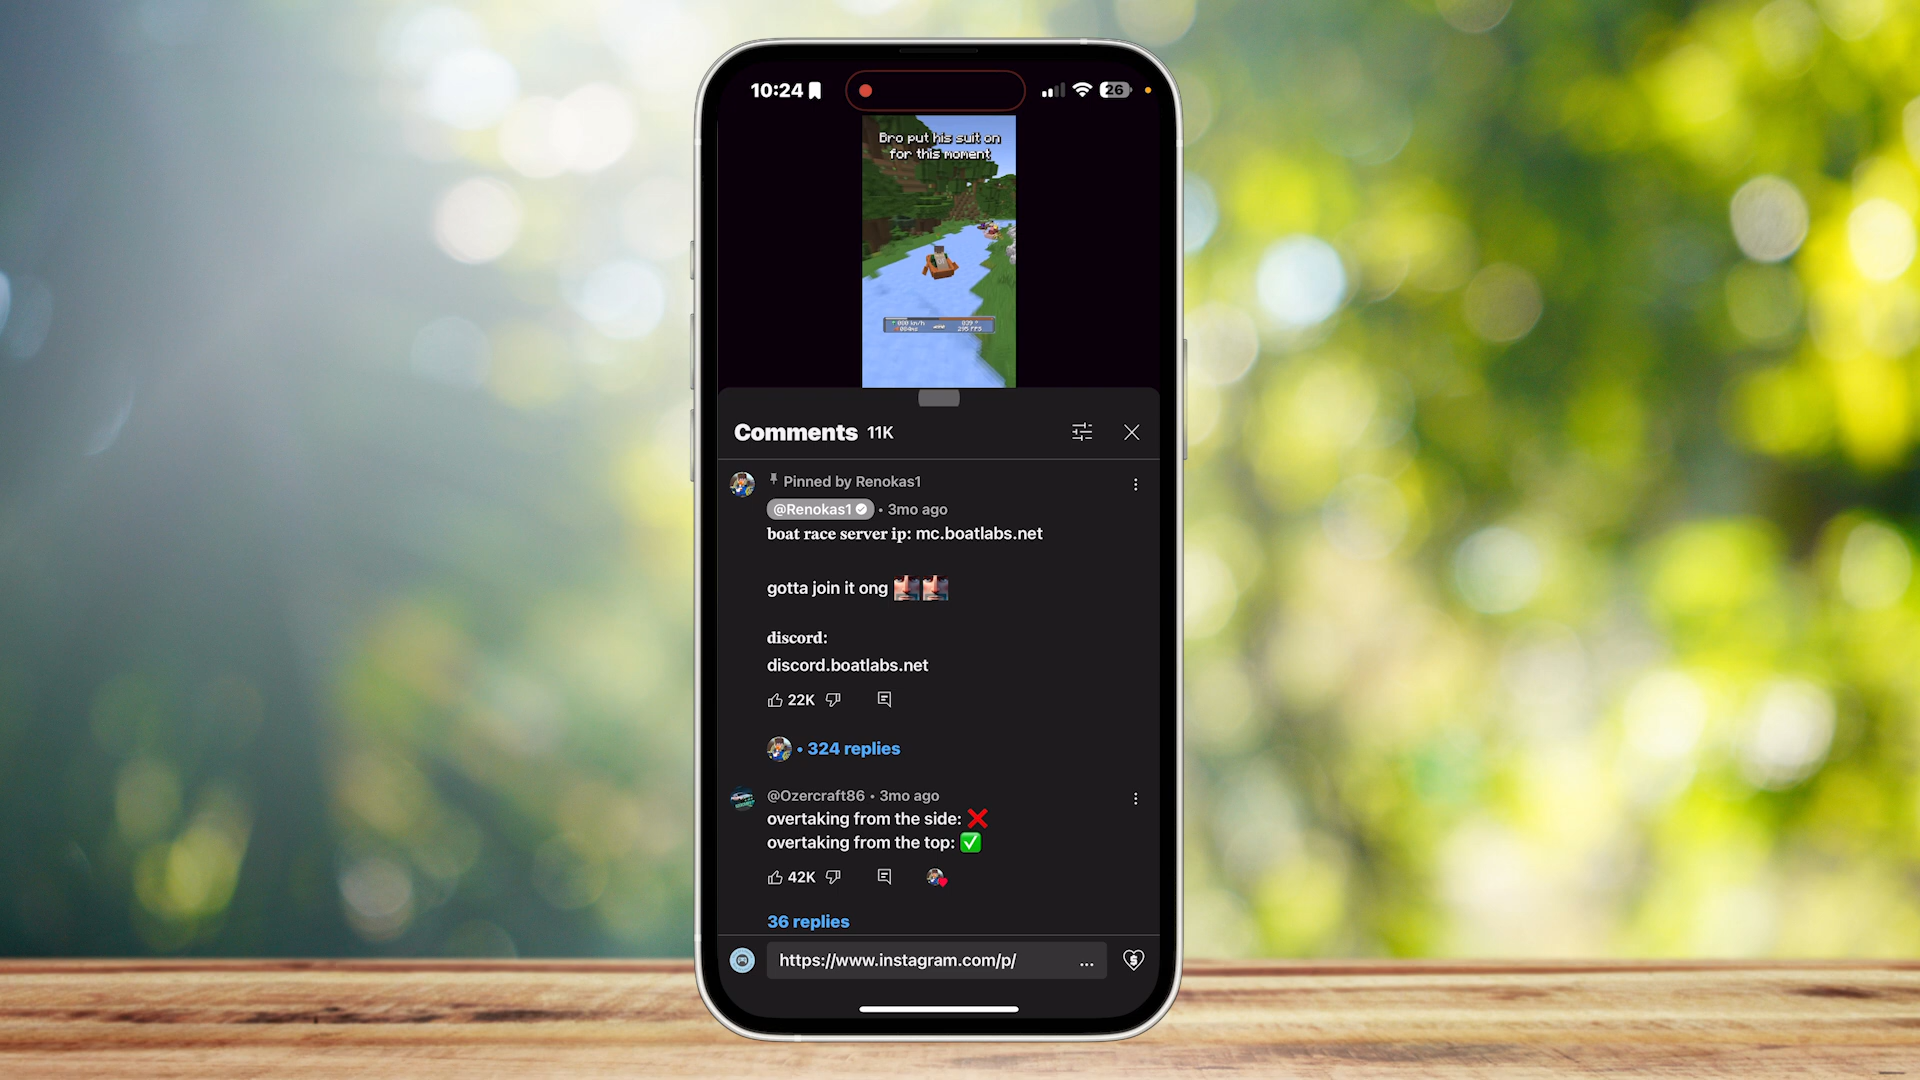 10:24
26
Bro put his suit on
for this moment
Comments 11K
Pinned by Renokas1
@Renokas1 • 3mo ago
boat race server ip: mc.boatlabs.net
gotta join it ong
discord:
discord.boatlabs.net
22K
• 324 replies
@Ozercraft86 • 3mo ago
overtaking from the side: ❌
overtaking from the top: ✅
42K
36 replies
https://www.instagram.com/p/ ...